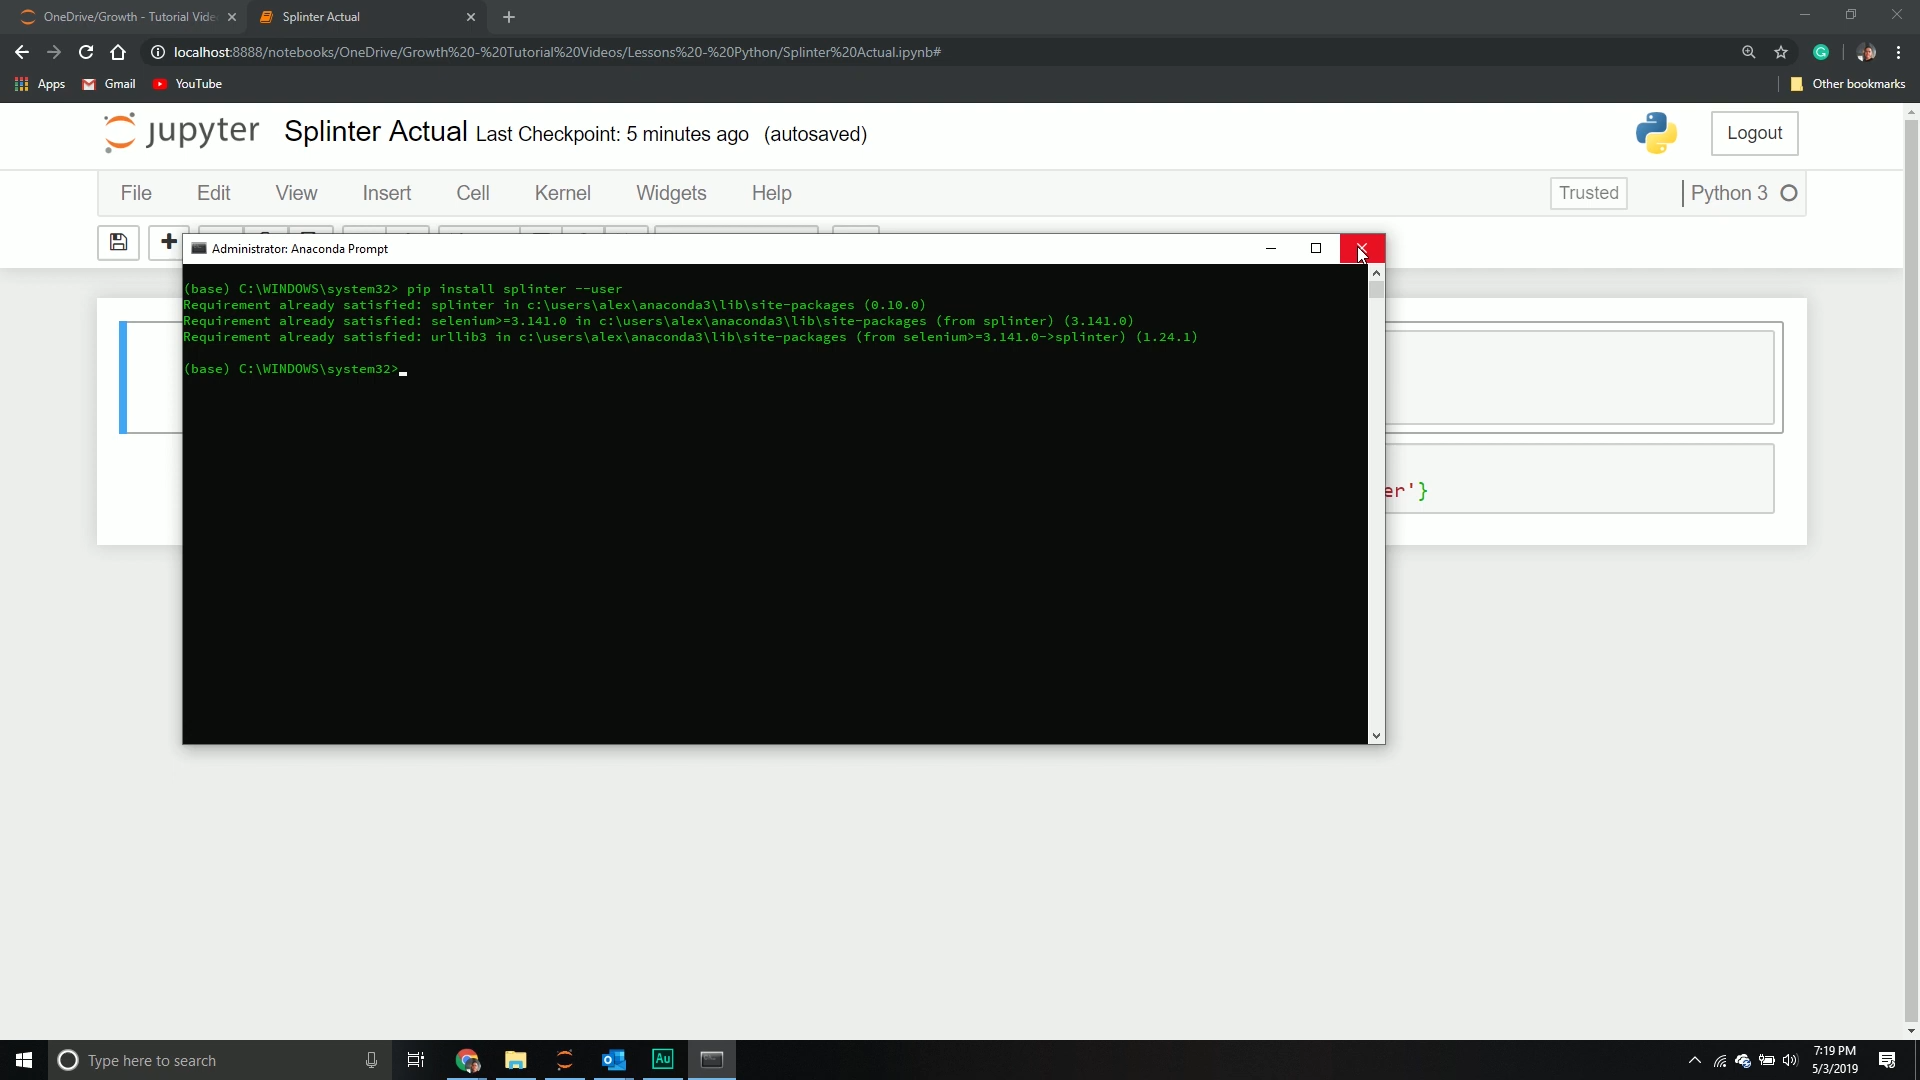 OneDrive/Growth - Tutorial Vide
Splinter Actual
localhost:8888/notebooks/OneDrive/Growth%20-%20Tutorial%20Videos/Lessons%20-%20Python/Splinter%20Actual.ipynb#
Apps Gmail YouTube Other bookmarks
jupyter Splinter Actual Last Checkpoint: 5 minutes ago (autosaved) Logout
File Edit View Insert Cell Kernel Widgets Help Trusted Python 3
Administrator: Anaconda Prompt
(base) C:\WINDOWS\system32> pip install splinter --user
Requirement already satisfied: splinter in c:\users\alex\anaconda3\lib\site-packages (0.10.0)
Requirement already satisfied: selenium>=3.141.0 in c:\users\alex\anaconda3\lib\site-packages (from splinter) (3.141.0)
Requirement already satisfied: urllib3 in c:\users\alex\anaconda3\lib\site-packages (from selenium>=3.141.0->splinter) (1.24.1)
(base) C:\WINDOWS\system32>
er'}
Type here to search
Au
7:19 PM
5/3/2019